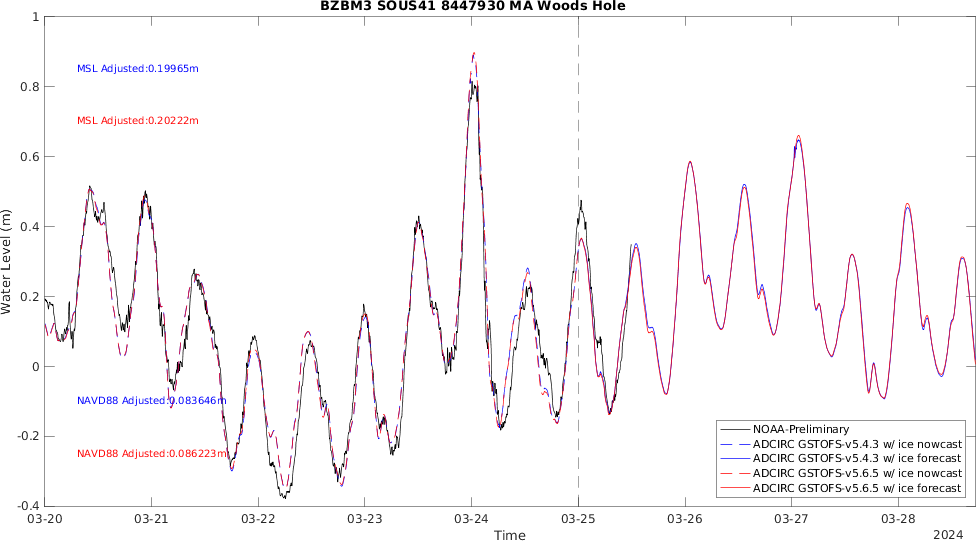 BZBM3 SOUS41 8447930 MA Woods Hole
1
0.8
0.6
0.4
0.2
0
-0.2
-0.4
Water Level (m)
MSL Adjusted:0.19965m
MSL Adjusted:0.20222m
NAVD88 Adjusted:0.083646m
NAVD88 Adjusted:0.086223m
NOAA-Preliminary
ADCIRC GSTOFS-v5.4.3 w/ ice nowcast
ADCIRC GSTOFS-v5.4.3 w/ ice forecast
ADCIRC GSTOFS-v5.6.5 w/ ice nowcast
ADCIRC GSTOFS-v5.6.5 w/ ice forecast
03-20 03-21 03-22 03-23 03-24 03-25 03-26 03-27 03-28
Time
2024